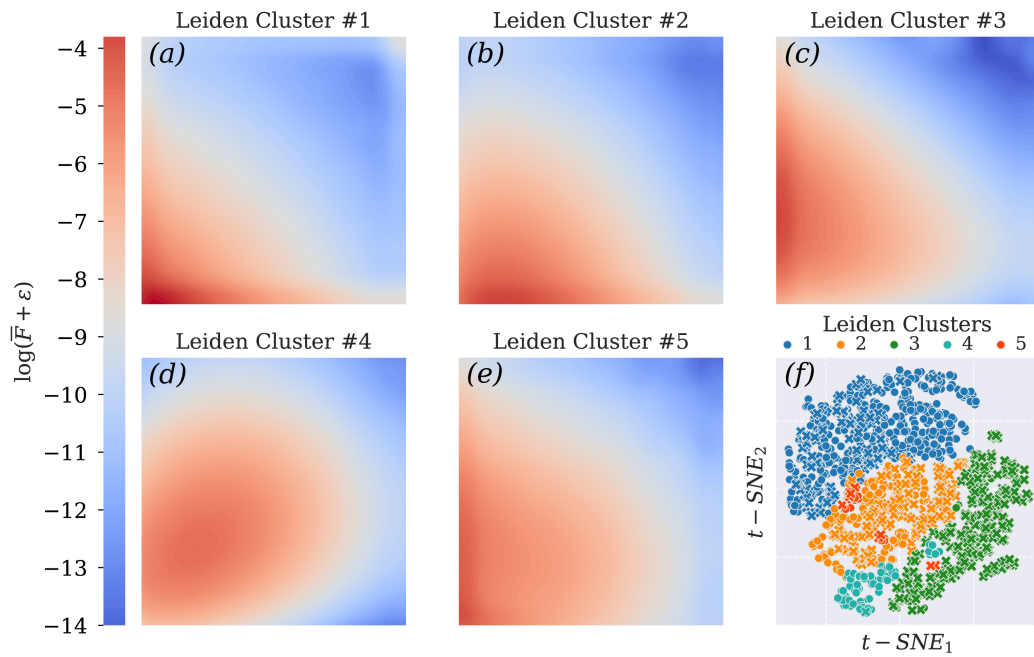 Leiden Cluster #1
Leiden Cluster #2
Leiden Cluster #3
(a)
(b)
(c)
−4
−5
−6
−7
−8
−9
−10
−11
−12
−13
−14
log(F̅ + ε)
Leiden Cluster #4
Leiden Cluster #5
Leiden Clusters
1 2 3 4 5
(d)
(e)
(f)
t − SNE₂
t − SNE₁